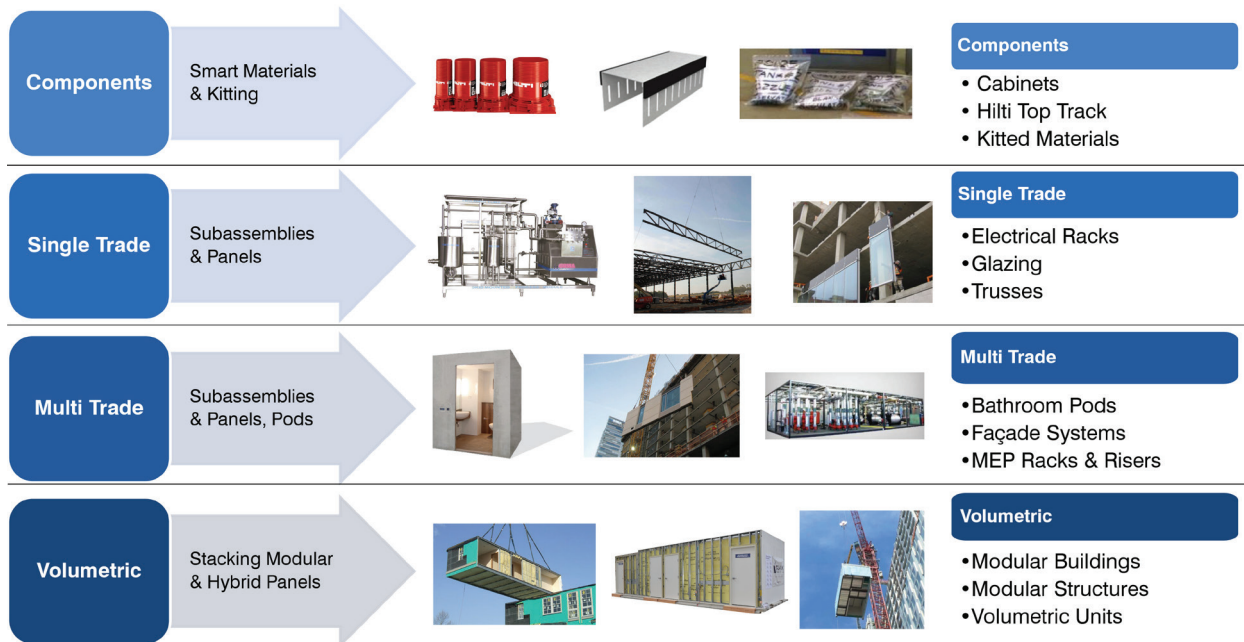 Components
Smart Materials
& Kitting
HILTI
Components
• Cabinets
• Hilti Top Track
• Kitted Materials
Single Trade
Subassemblies
& Panels
Single Trade
•Electrical Racks
•Glazing
•Trusses
Multi Trade
Subassemblies
& Panels, Pods
Multi Trade
•Bathroom Pods
•Façade Systems
•MEP Racks & Risers
Volumetric
Stacking Modular
& Hybrid Panels
Volumetric
• Modular Buildings
• Modular Structures
• Volumetric Units